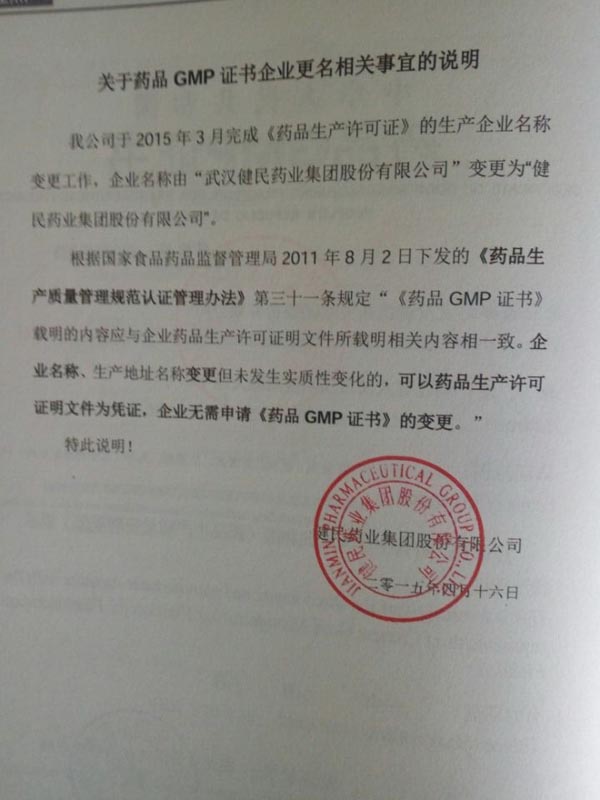 关于药品 GMP 证书企业更名相关事宜的说明
我公司于 2015 年 3 月完成《药品生产许可证》的生产企业名称
变更工作，企业名称由“武汉健民药业集团股份有限公司”变更为“健
民药业集团股份有限公司”。
根据国家食品药品监督管理局 2011 年 8 月 2 日下发的《药品生
产质量管理规范认证管理办法》第三十一条规定“《药品 GMP 证书》
载明的内容应与企业药品生产许可证明文件所载明相关内容相一致。企
业名称、生产地址名称变更但未发生实质性变化的，可以药品生产许可
证明文件为凭证，企业无需申请《药品 GMP 证书》的变更。”
特此说明！
JIANMIN PHARMACEUTICAL GROUP CO.,LTD
健民药业集团股份有限公司
健民药业集团股份有限公司
二零一五年四月十六日